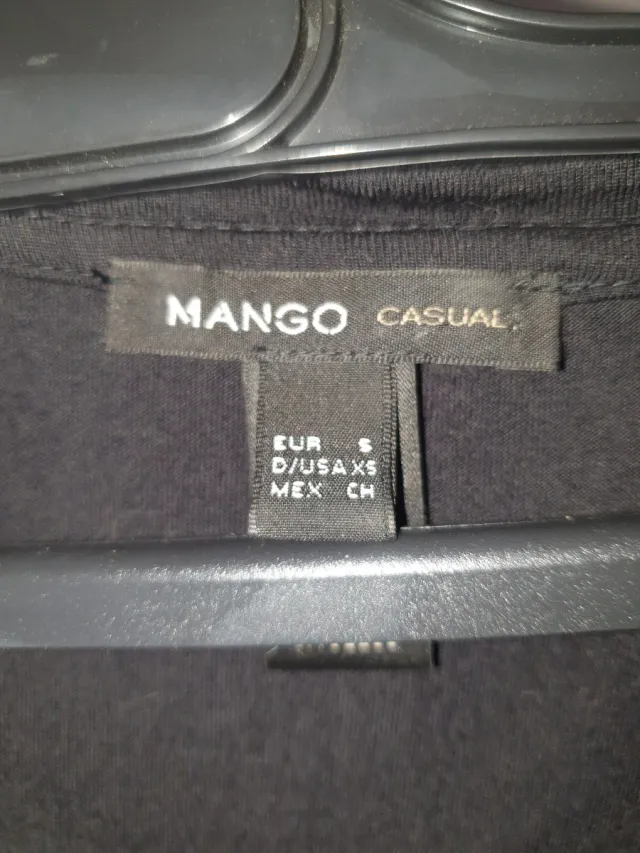 MANGO CASUAL
EUR S
D/USA XS
MEX CH